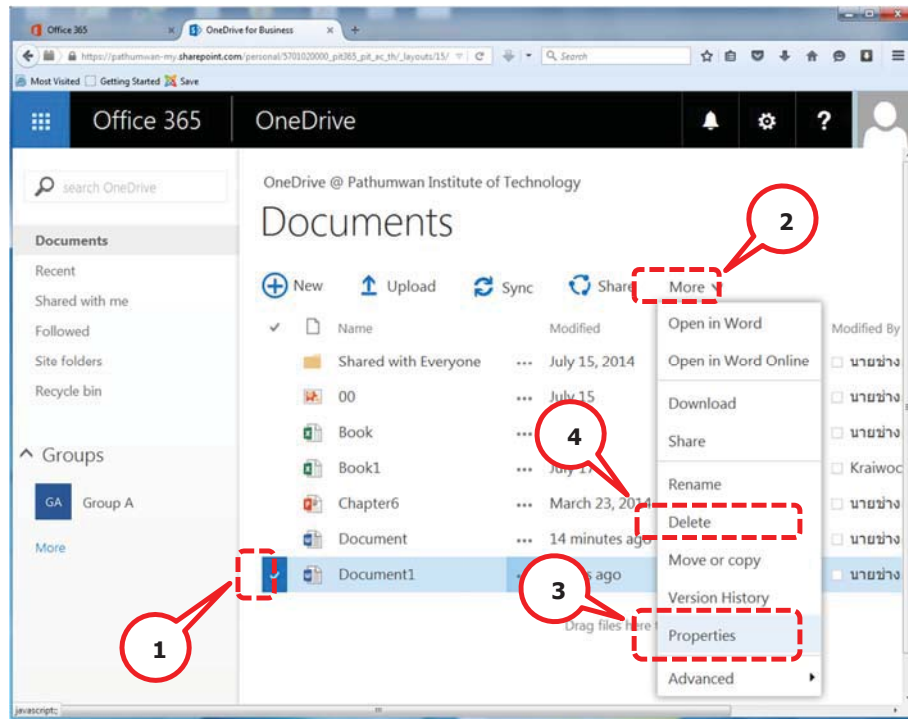 Office 365 × OneDrive for Business × +
https://pathumwan-my.sharepoint.com/personal/5701020000_pit365_pit_ac_th/_layouts/15/ Search
Most Visited Getting Started Save
Office 365 OneDrive ?
search OneDrive
OneDrive @ Pathumwan Institute of Technology
Documents
2
Documents
Recent
Shared with me
Followed
Site folders
Recycle bin
Groups
GA Group A
More
New Upload Sync Share More
Name Modified Modified By
Shared with Everyone ... July 15, 2014 นายช่าง
00 ... July 15 นายช่าง
Book ... นายช่าง
Book1 ... July 17 Kraiwoc
Chapter6 ... March 23, 2014 นายช่าง
Document ... 14 minutes ago นายช่าง
Document1 ago นายช่าง
Drag files here
Open in Word
Open in Word Online
Download
Share
Rename
Delete
Move or copy
Version History
Properties
Advanced
4
3
1
javascript:;